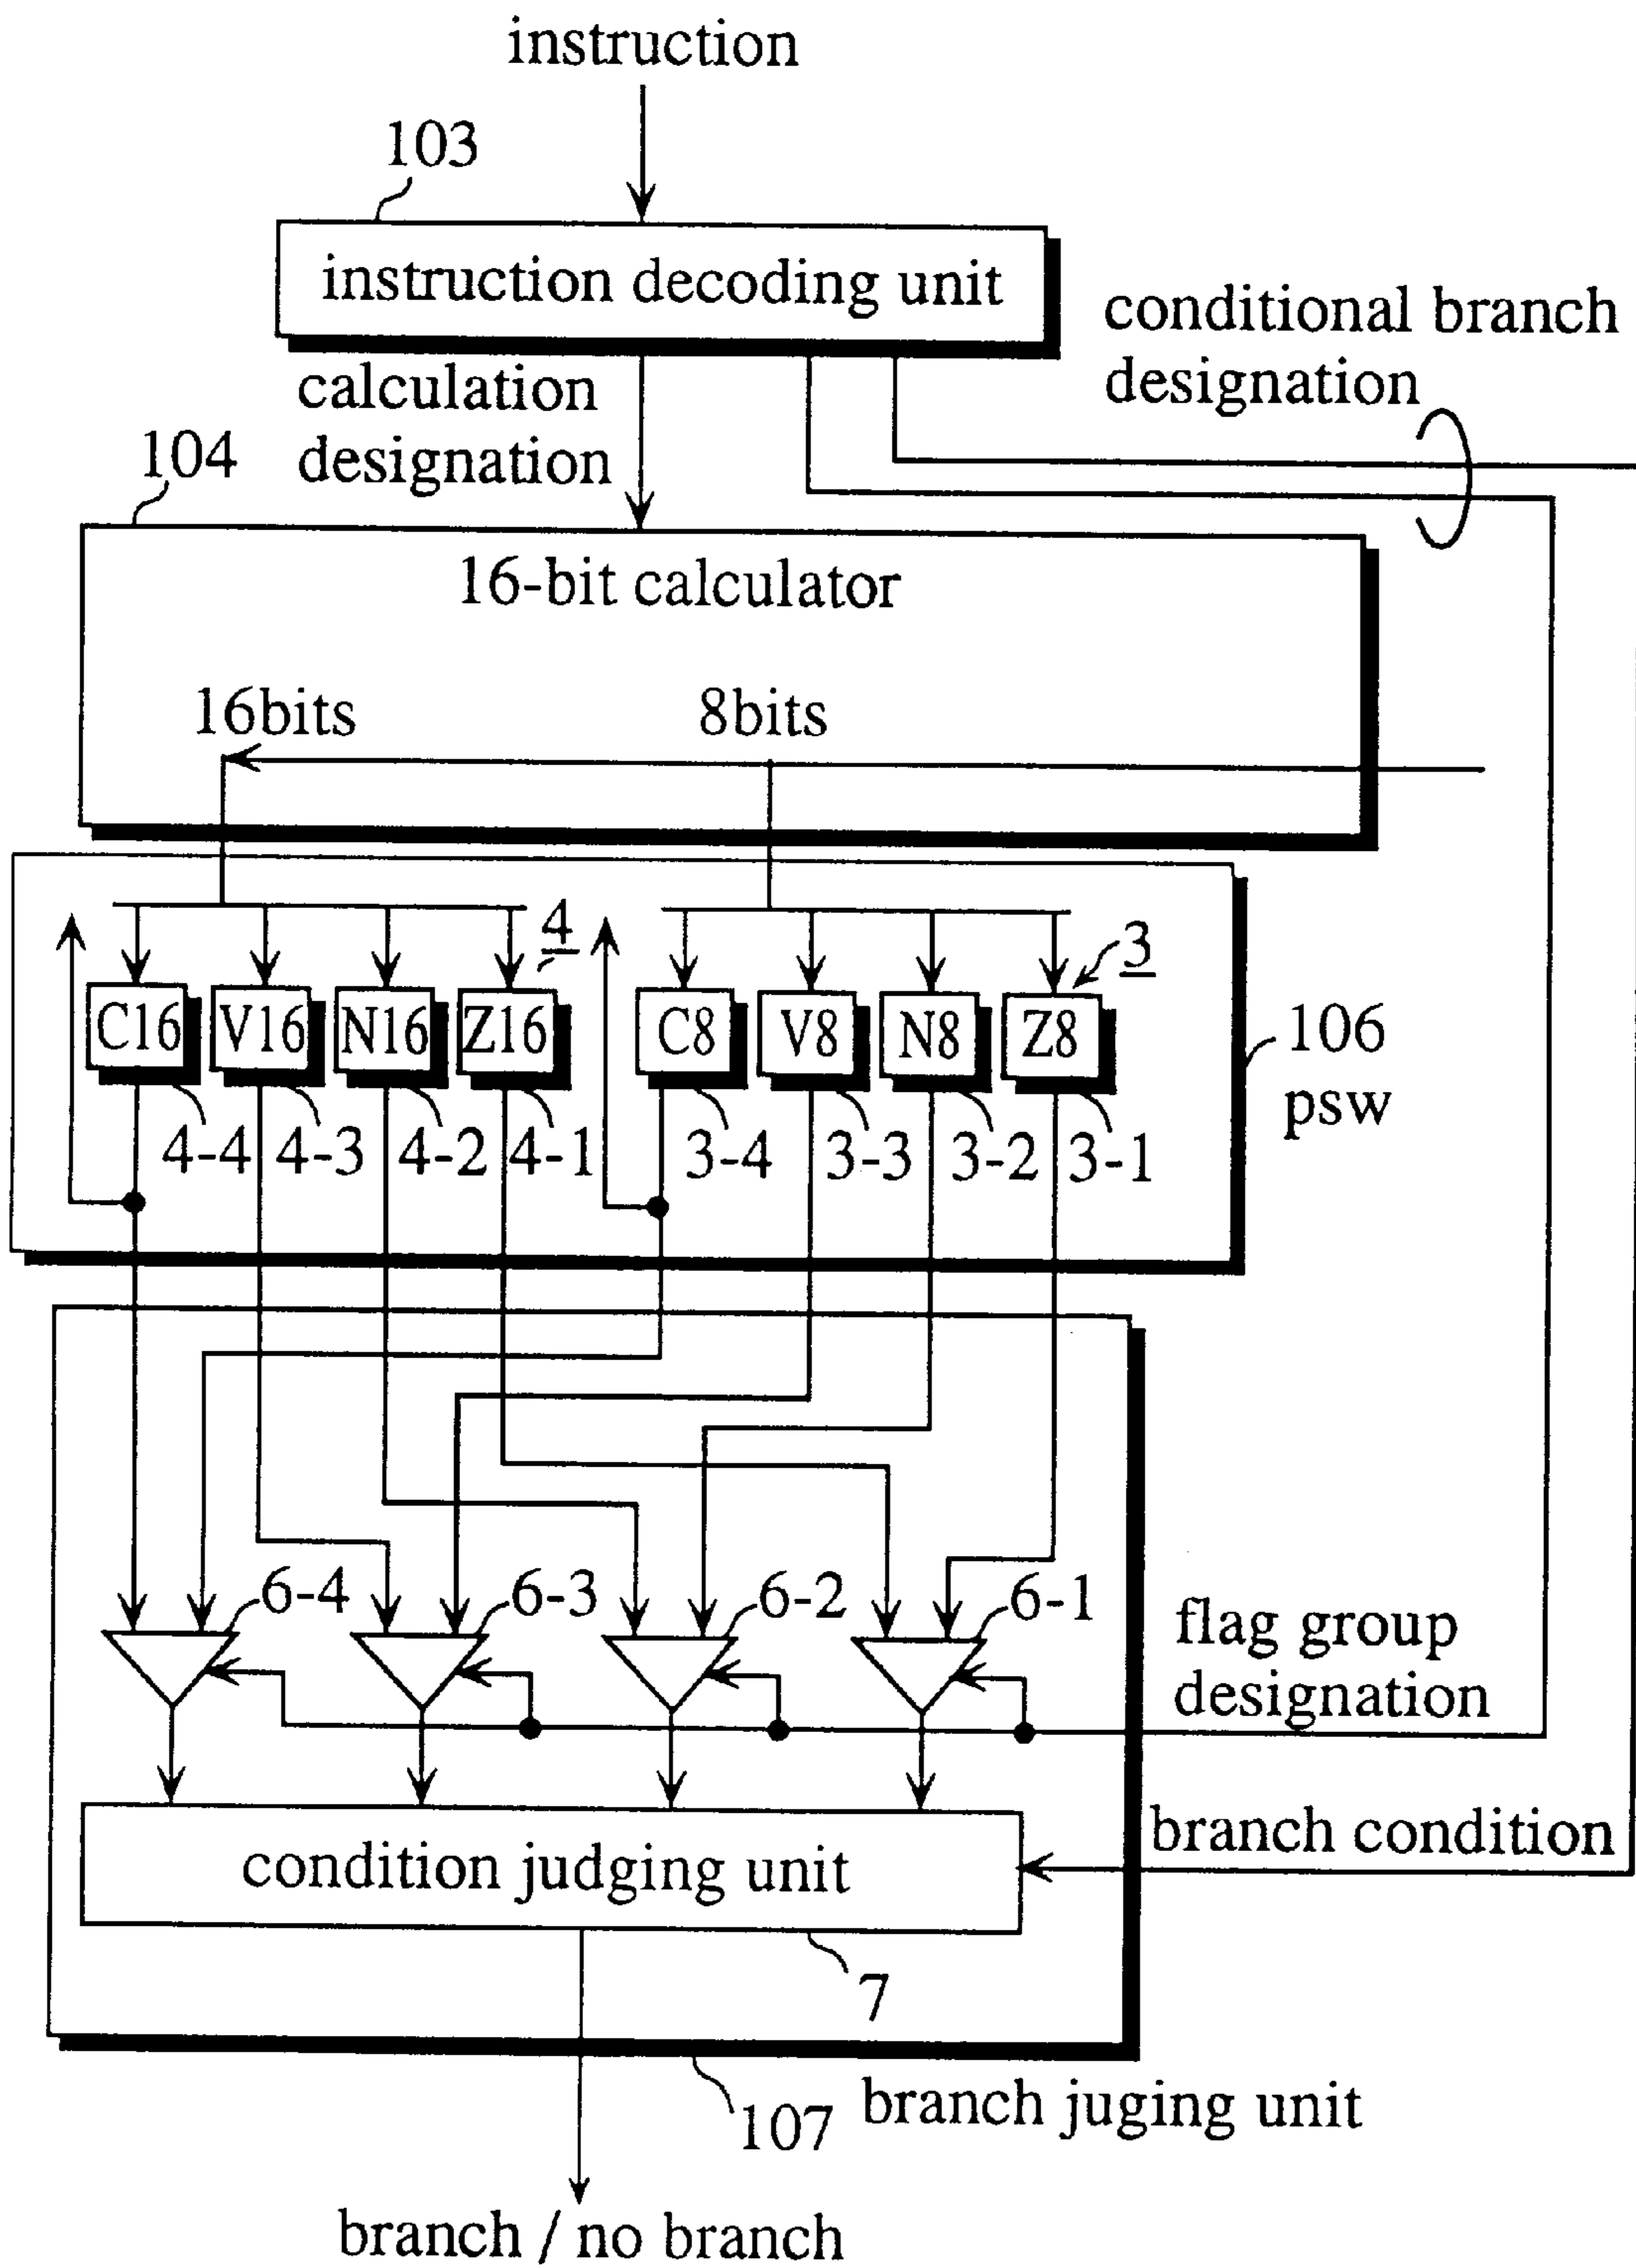 instruction
103
instruction decoding unit
conditional branch
designation
calculation
designation
104
16-bit calculator
16bits
8bits
4
3
C16
V16
N16
Z16
C8
V8
N8
Z8
106
psw
4-4
4-3
4-2
4-1
3-4
3-3
3-2
3-1
6-4
6-3
6-2
6-1
flag group
designation
branch condition
condition judging unit
7
107
branch juging unit
branch / no branch